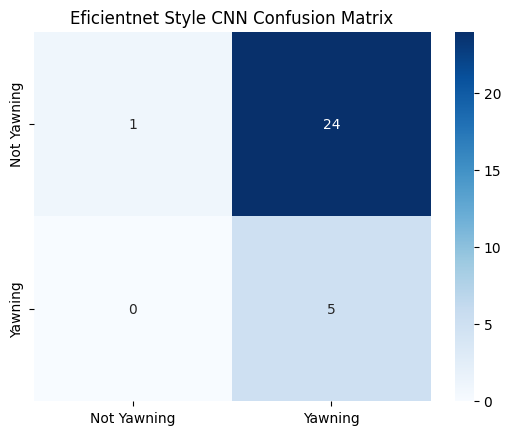 Eficientnet Style CNN Confusion Matrix
Not Yawning
1
24
Yawning
0
5
Not Yawning
Yawning
20
15
10
5
0